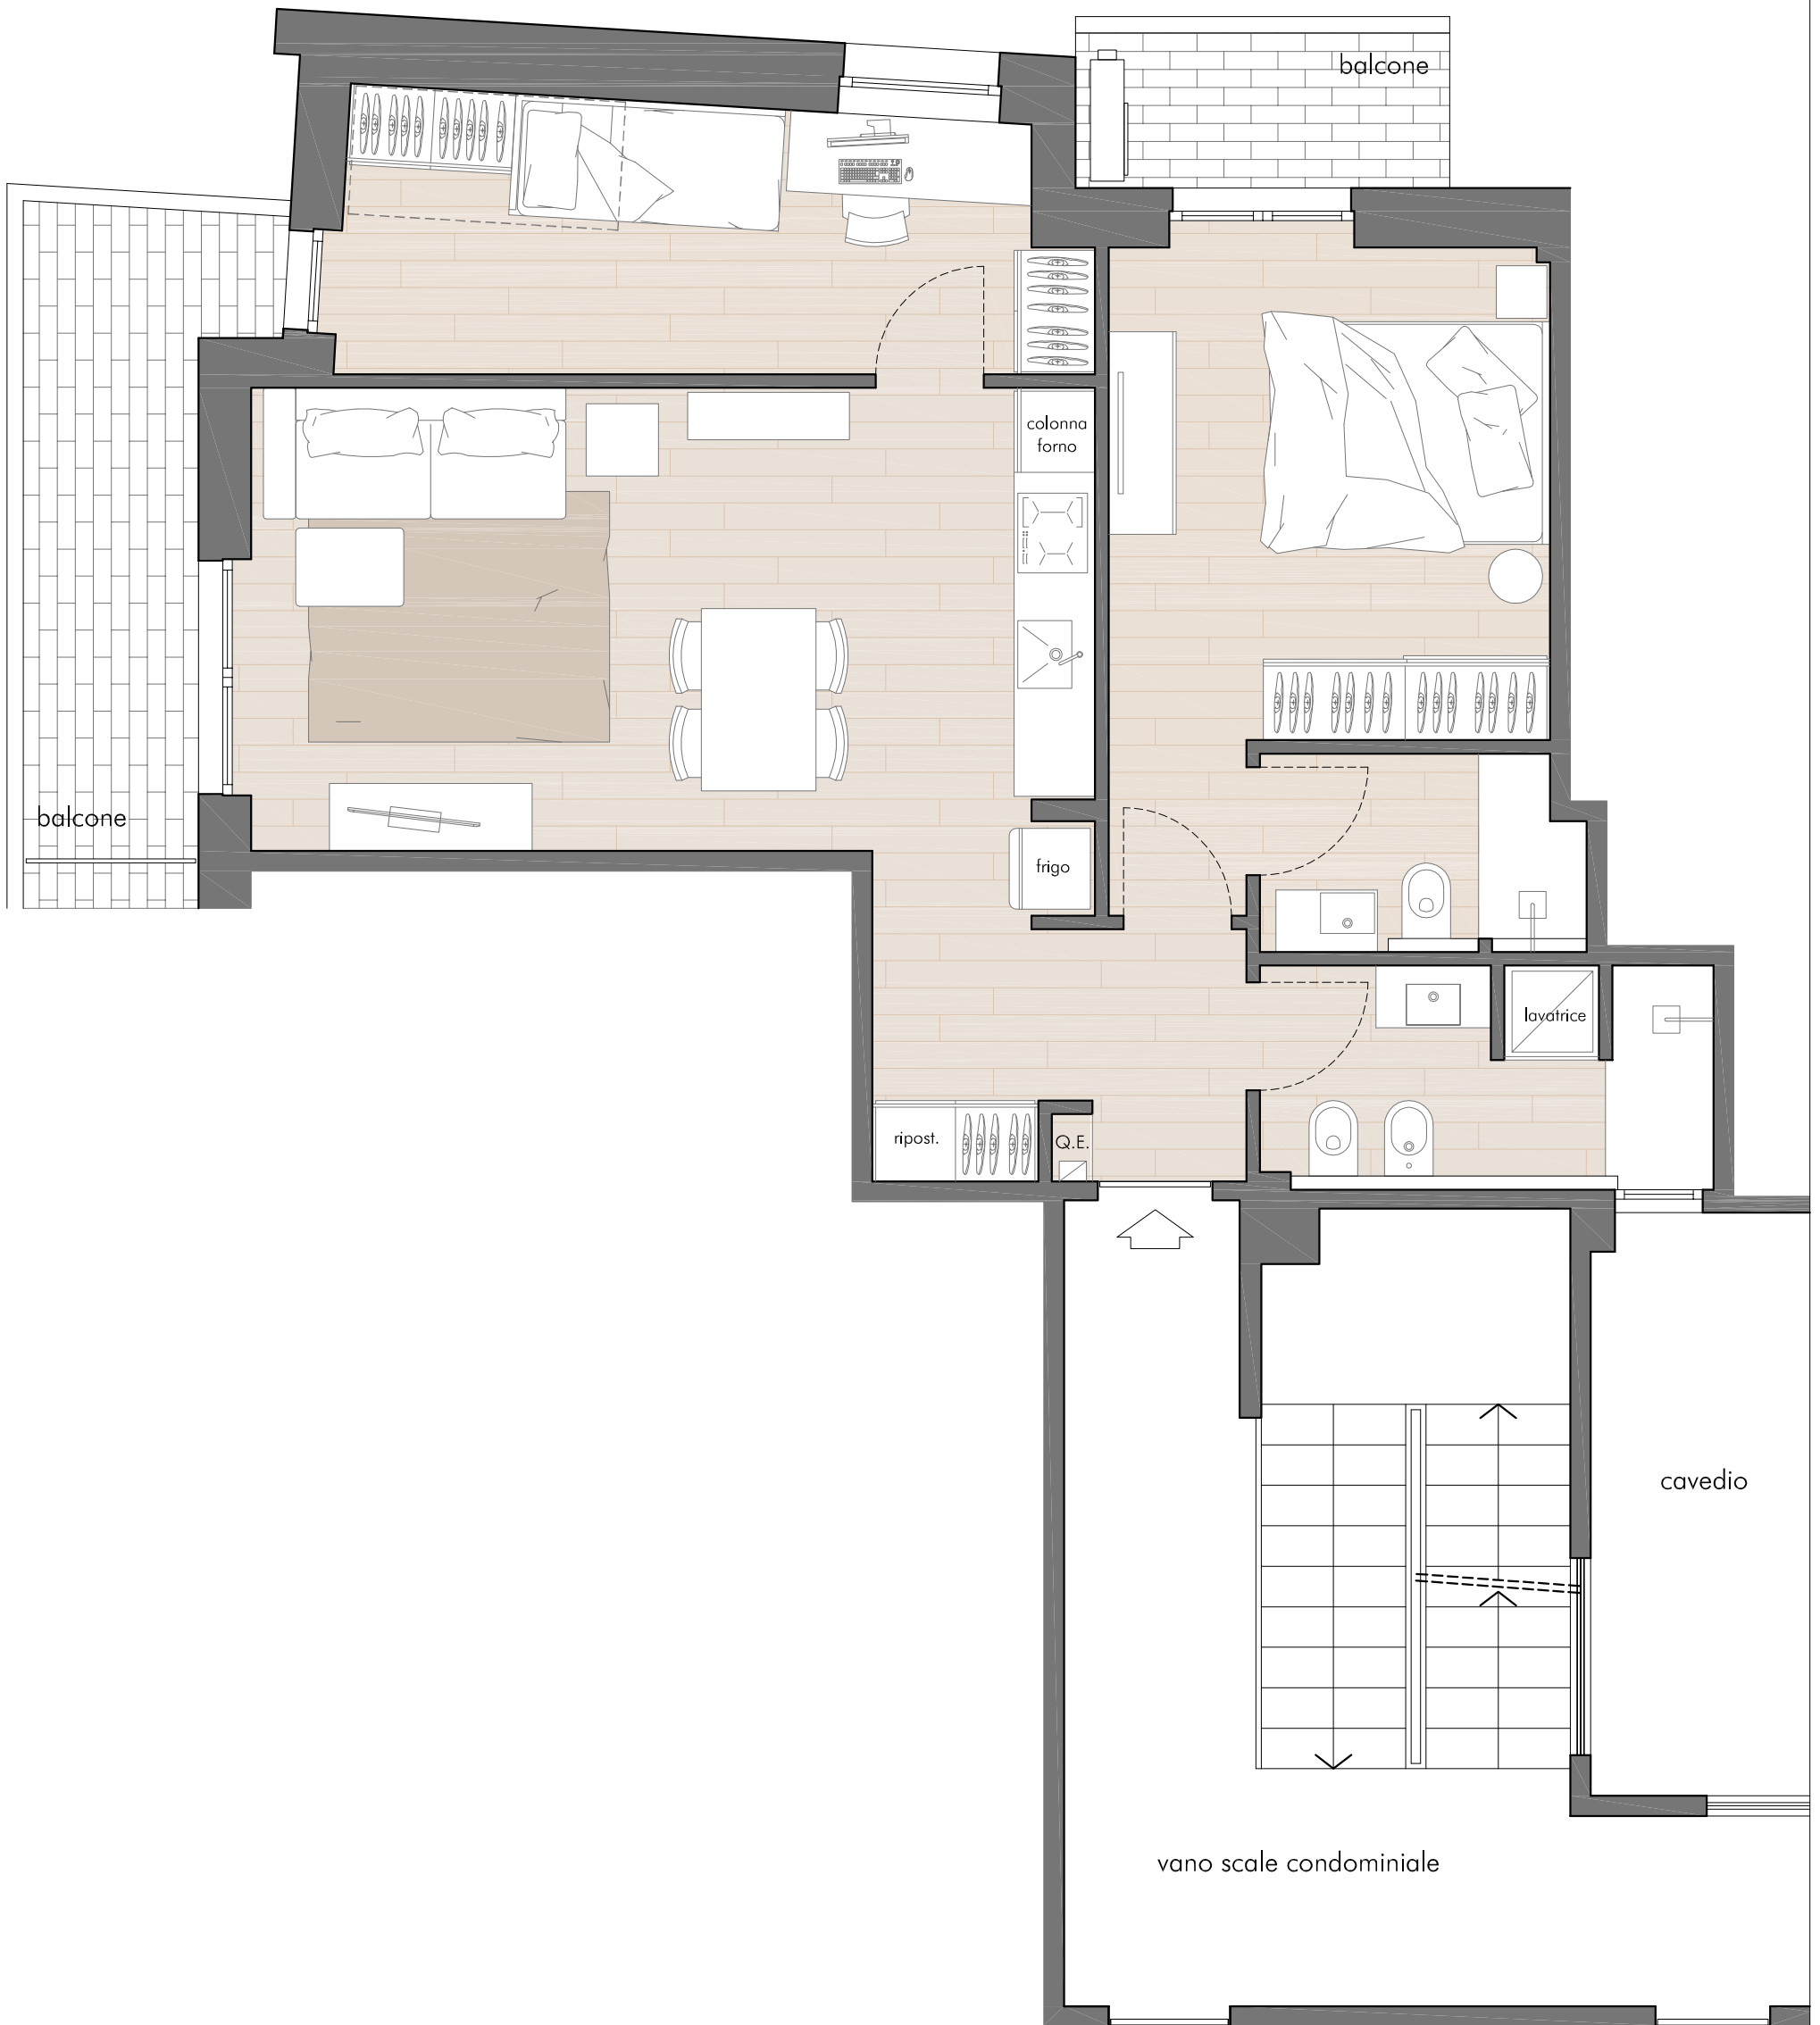 balcone
colonna
forno
balcone
frigo
lavatrice
ripost.
Q.E.
cavedio
vano scale condominiale